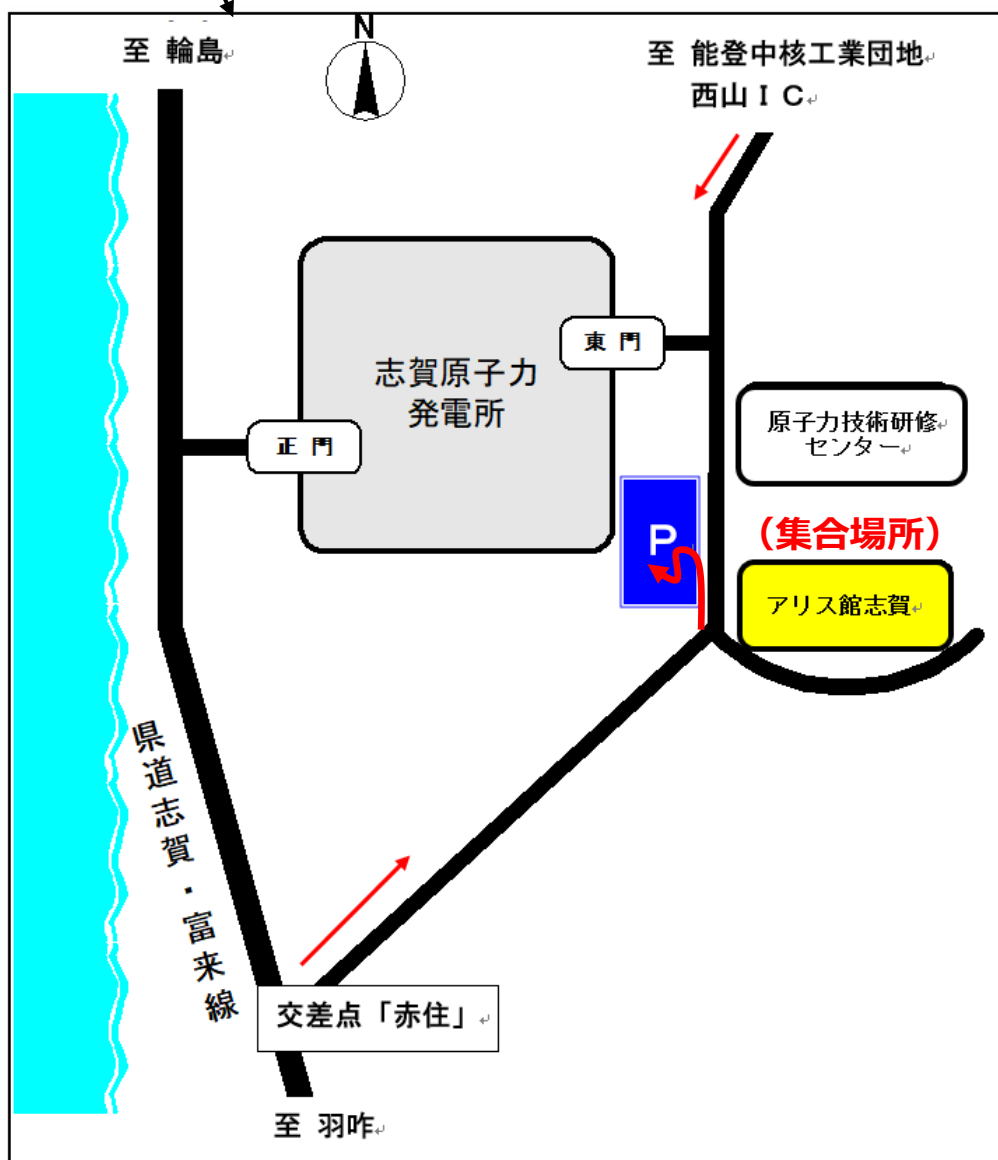 N
至 輪島
至 能登中核工業団地
西山ＩＣ
東 門
志賀原子力
発電所
正 門
原子力技術研修
センター
P
（集合場所）
アリス館志賀
県道志賀・富来線
交差点「赤住」
至 羽咋